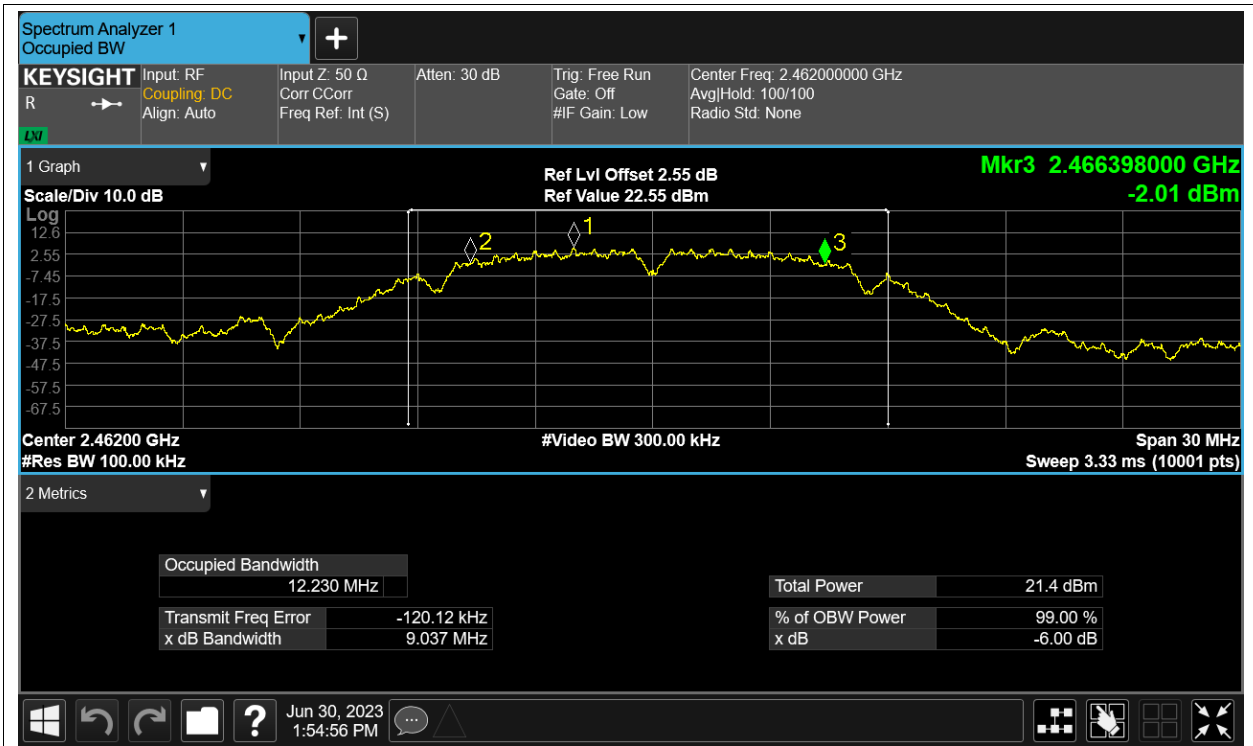 Spectrum Analyzer 1
Occupied BW
KEYSIGHT
R
LXI
Input: RF
Coupling: DC
Align: Auto
Input Z: 50 Ω
Corr CCorr
Freq Ref: Int (S)
Atten: 30 dB
Trig: Free Run
Gate: Off
#IF Gain: Low
Center Freq: 2.462000000 GHz
Avg|Hold: 100/100
Radio Std: None
1 Graph
Scale/Div 10.0 dB
Ref Lvl Offset 2.55 dB
Ref Value 22.55 dBm
Mkr3 2.466398000 GHz
-2.01 dBm
Log
12.6
2.55
-7.45
-17.5
-27.5
-37.5
-47.5
-57.5
-67.5
2
1
3
Center 2.46200 GHz
#Video BW 300.00 kHz
Span 30 MHz
#Res BW 100.00 kHz
Sweep 3.33 ms (10001 pts)
2 Metrics
Occupied Bandwidth
12.230 MHz
Total Power 21.4 dBm
Transmit Freq Error -120.12 kHz
% of OBW Power 99.00 %
x dB Bandwidth 9.037 MHz
x dB -6.00 dB
?
Jun 30, 2023
1:54:56 PM